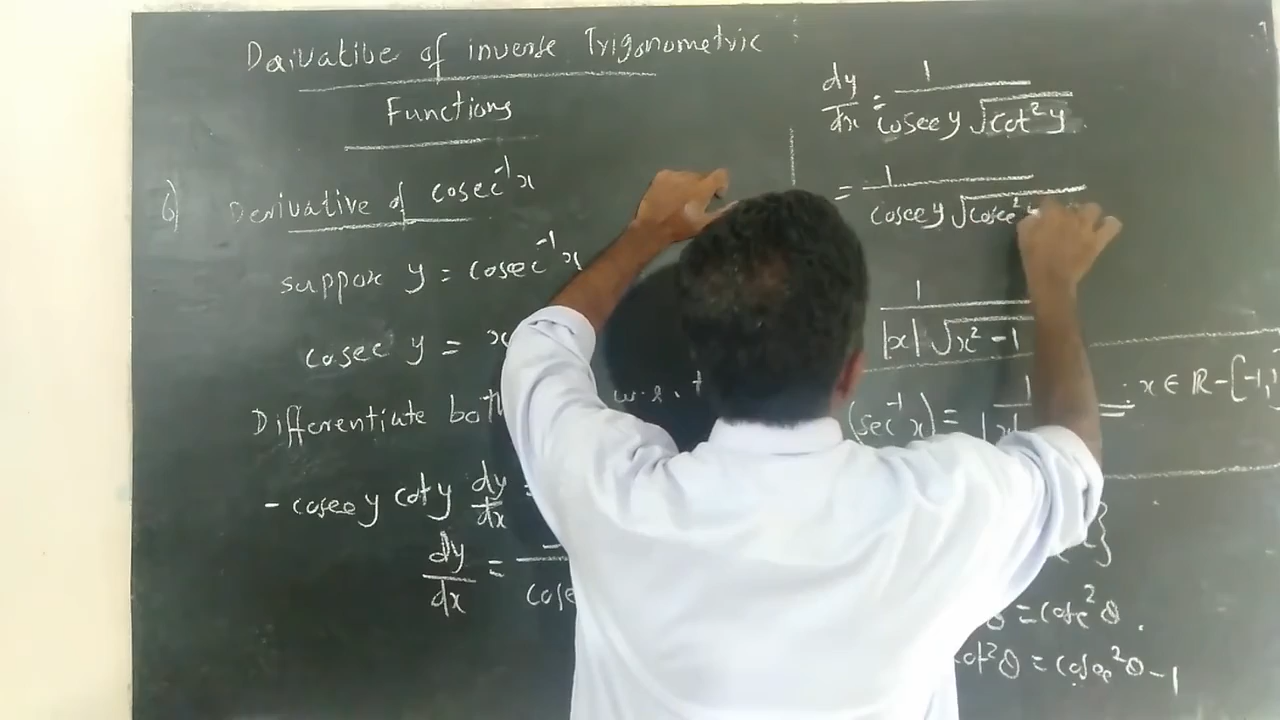 Derivative of inverse Trigonometric
Functions
6) Derivative of cosec⁻¹x
suppose y = cosec⁻¹x
cosec y = x
Differentiate both w.r.t
- cosec y cot y dy/dx =
dy/dx =
dy/dx = 1/(cosec y √(cot²y))
= 1/(cosec y √(cosec²
1/(|x| √(x² - 1
(sec⁻¹x) = 1/|x| : x ∈ ℝ - [-1,
= cosec²θ.
cot²θ = cosec²θ - 1